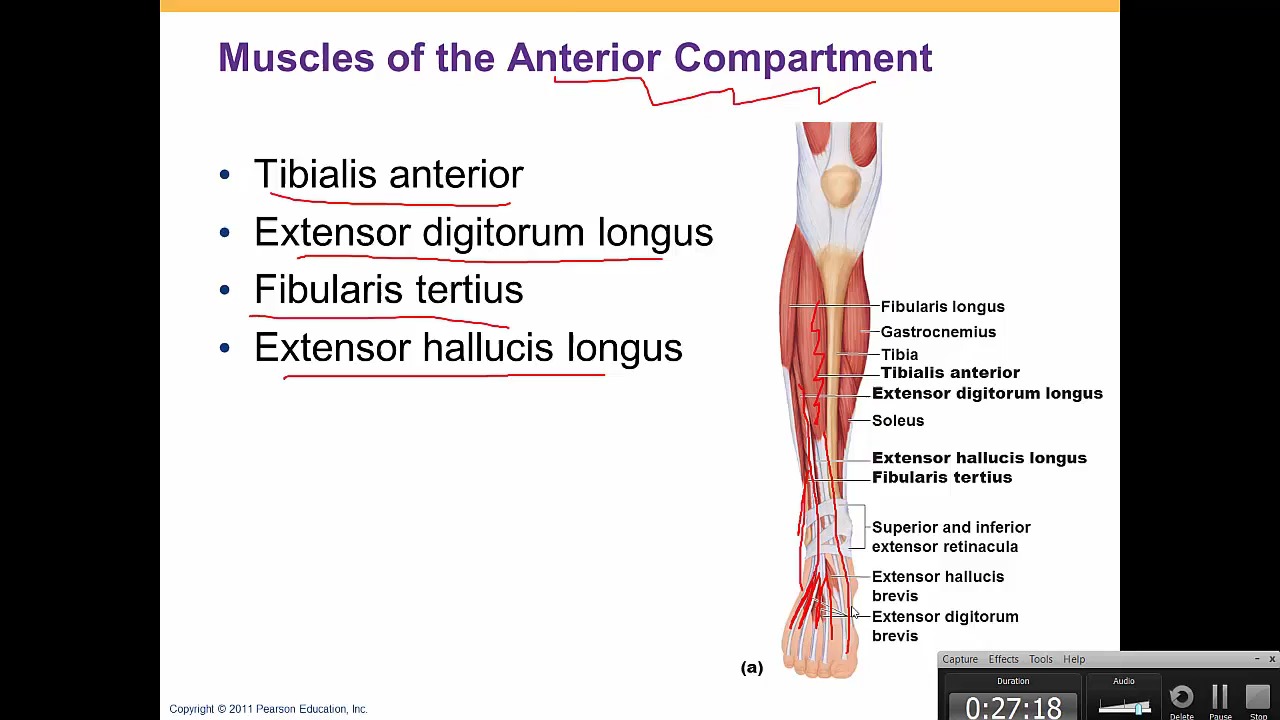 Muscles of the Anterior Compartment
• Tibialis anterior
• Extensor digitorum longus
• Fibularis tertius
• Extensor hallucis longus
Fibularis longus
Gastrocnemius
Tibia
Tibialis anterior
Extensor digitorum longus
Soleus
Extensor hallucis longus
Fibularis tertius
Superior and inferior
extensor retinacula
Extensor hallucis
brevis
Extensor digitorum
brevis
(a)
Copyright © 2011 Pearson Education, Inc.
Capture Effects Tools Help
Duration
Audio
0:27:18
Delete Pause Stop